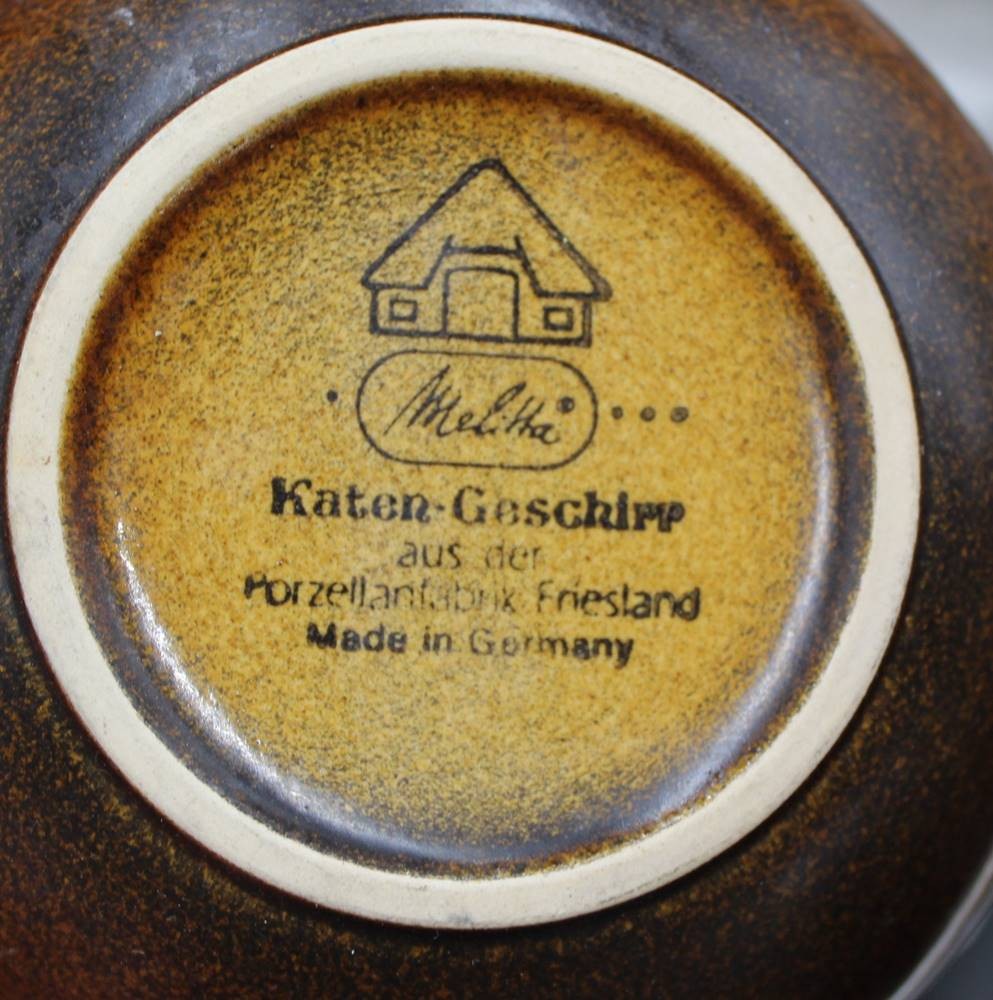 Melitta®
Katen-Geschirr
aus der
Porzellanfabrik Friesland
Made in Germany